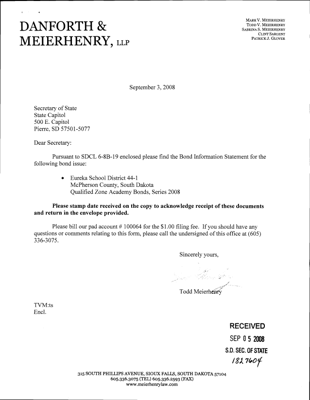 DANFORTH &
MEIERHENRY, LLP
MARK V. MEIERHENRY
TODD V. MEIERHENRY
SABRINA S. MEIERHENRY
CLINT SARGENT
PATRICK J. GLOVER
September 3, 2008
Secretary of State
State Capitol
500 E. Capitol
Pierre, SD 57501-5077
Dear Secretary:
Pursuant to SDCL 6-8B-19 enclosed please find the Bond Information Statement for the
following bond issue:
• Eureka School District 44-1
McPherson County, South Dakota
Qualified Zone Academy Bonds, Series 2008
Please stamp date received on the copy to acknowledge receipt of these documents
and return in the envelope provided.
Please bill our pad account # 100064 for the $1.00 filing fee. If you should have any
questions or comments relating to this form, please call the undersigned of this office at (605)
336-3075.
Sincerely yours,
Todd Meierhenry
TVM:ts
Encl.
RECEIVED
SEP 05 2008
S.D. SEC. OF STATE
1827604
315 SOUTH PHILLIPS AVENUE, SIOUX FALLS, SOUTH DAKOTA 57104
605.336.3075 (TEL) 605.336.2593 (FAX)
www.meierhenrylaw.com